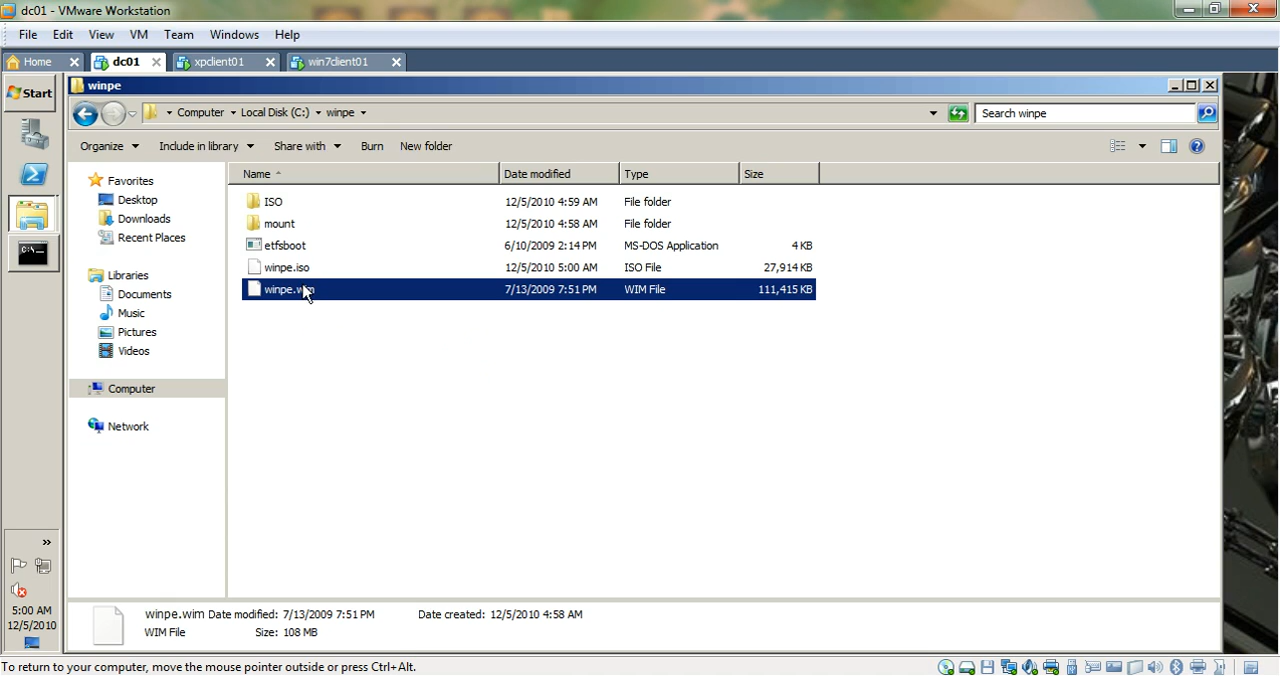 dc01 - VMware Workstation
File Edit View VM Team Windows Help
Home dc01 xpclient01 win7client01
Start
winpe
Computer Local Disk (C:) winpe
Search winpe
Organize Include in library Share with Burn New folder
Name Date modified Type Size
Favorites
Desktop
Downloads
Recent Places
Libraries
Documents
Music
Pictures
Videos
Computer
Network
ISO 12/5/2010 4:59 AM File folder
mount 12/5/2010 4:58 AM File folder
etfsboot 6/10/2009 2:14 PM MS-DOS Application 4 KB
winpe.iso 12/5/2010 5:00 AM ISO File 27,914 KB
winpe.wim 7/13/2009 7:51 PM WIM File 111,415 KB
C:\
5:00 AM
12/5/2010
winpe.wim Date modified: 7/13/2009 7:51 PM Date created: 12/5/2010 4:58 AM
WIM File Size: 108 MB
To return to your computer, move the mouse pointer outside or press Ctrl+Alt.